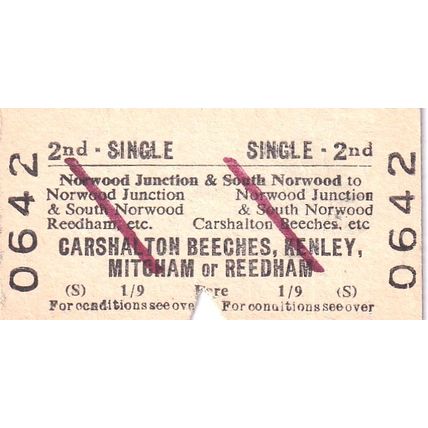 2nd - SINGLE SINGLE - 2nd
Norwood Junction & South Norwood to
Norwood Junction Norwood Junction
& South Norwood & South Norwood
Reedham, etc. Carshalton Beeches, etc
CARSHALTON BEECHES, KENLEY,
MITCHAM or REEDHAM
(S) 1/9 Fare 1/9 (S)
For conditions see over For conditions see over
0642
0642